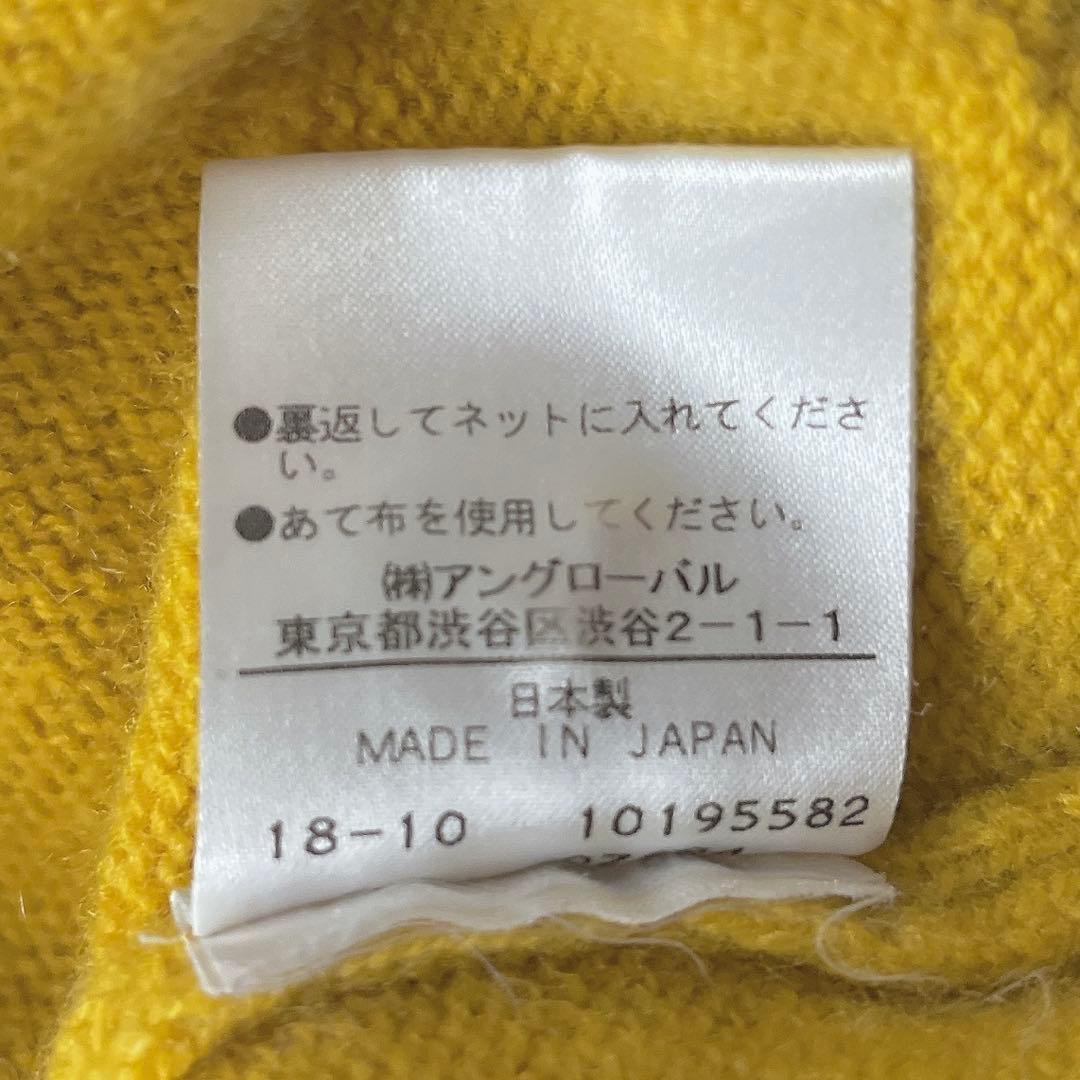 ●裏返してネットに入れてくださ
い。
●あて布を使用してください。
㈱アングローバル
東京都渋谷区渋谷2-1-1
日本製
MADE IN JAPAN
18-10 10195582